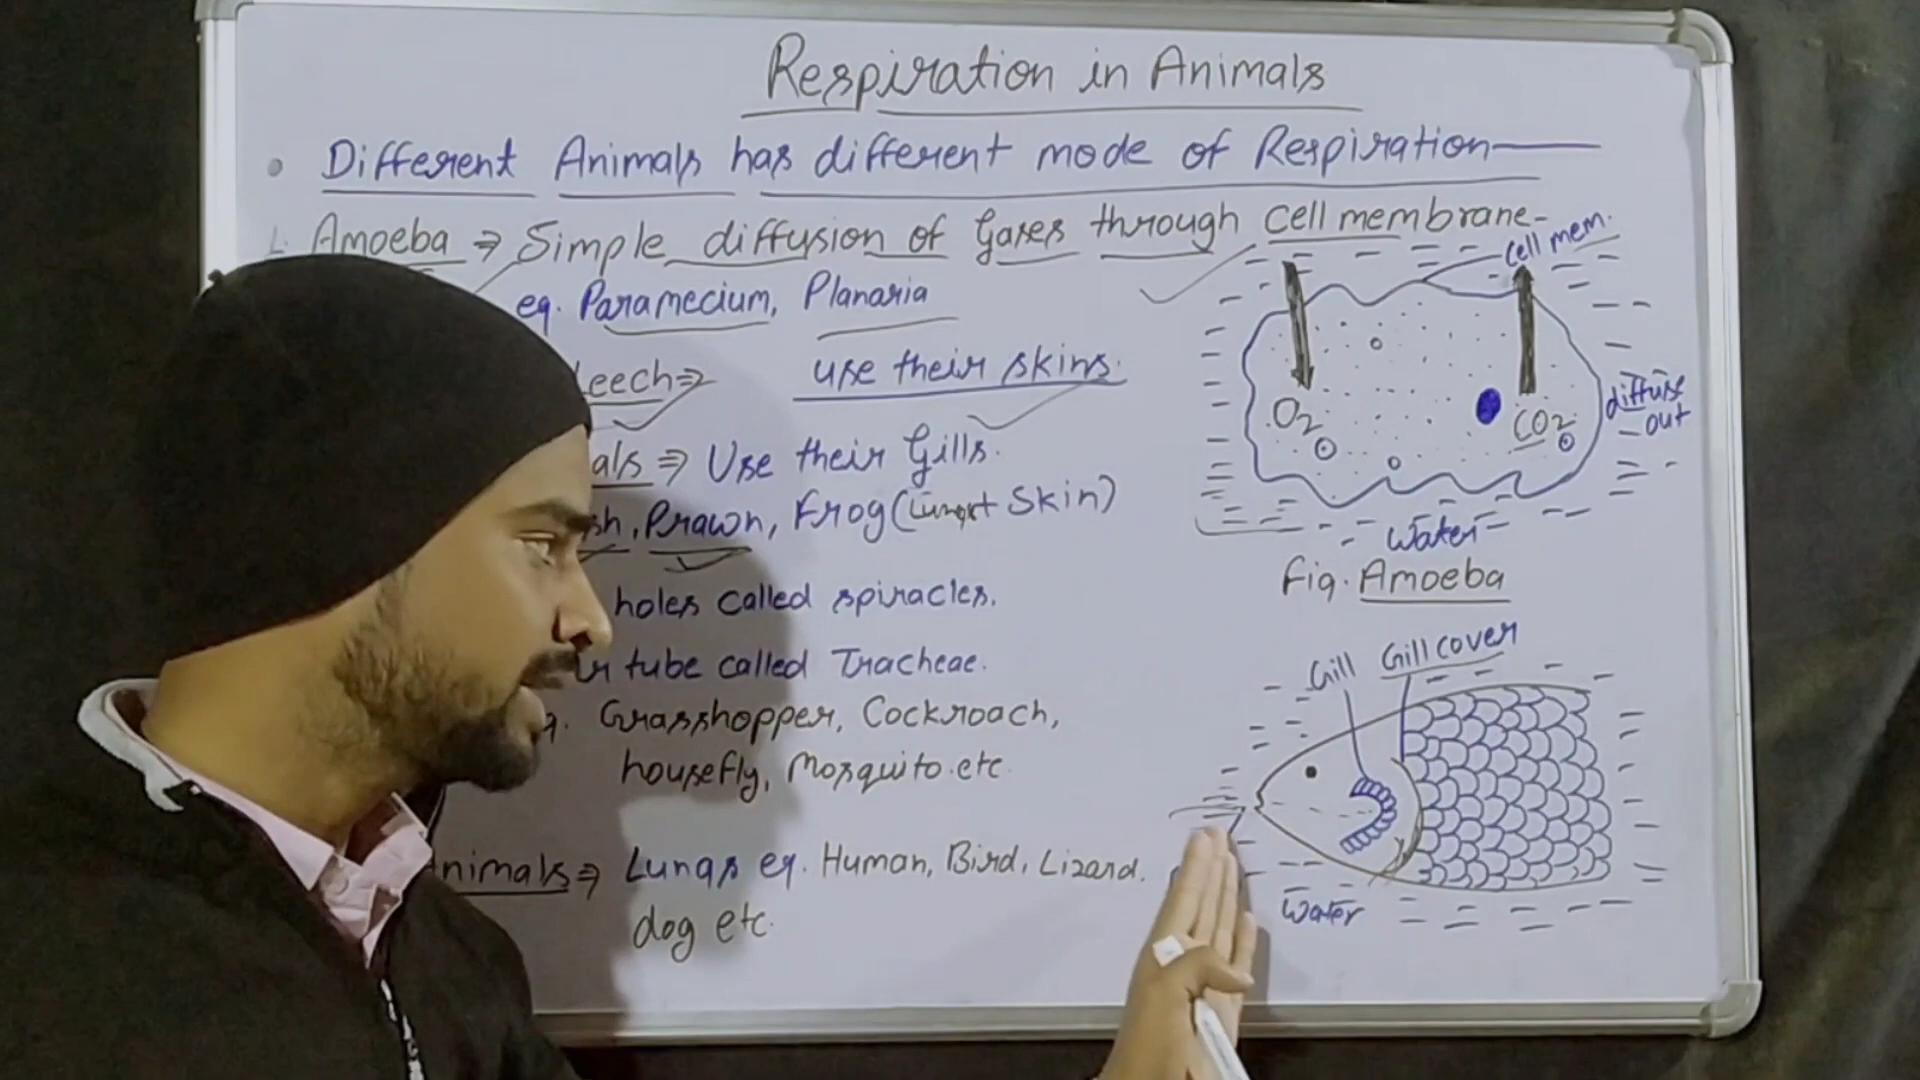 Respiration in Animals
• Different Animals has different mode of Respiration
1. Amoeba ⇒ Simple diffusion of Gases through Cell membrane-
eg. Paramecium, Planaria
Leech ⇒ use their skins.
als ⇒ Use their Gills.
sh, Prawn, Frog (Lungs + Skin)
holes called spiracles.
tube called Tracheae.
Grasshopper, Cockroach,
housefly, Mosquito etc.
nimals ⇒ Lungs eg. Human, Bird, Lizard.
dog etc.
Cell mem.
O2
CO2
diffuse
out
Water
Fig. Amoeba
Gill
Gill cover
Water